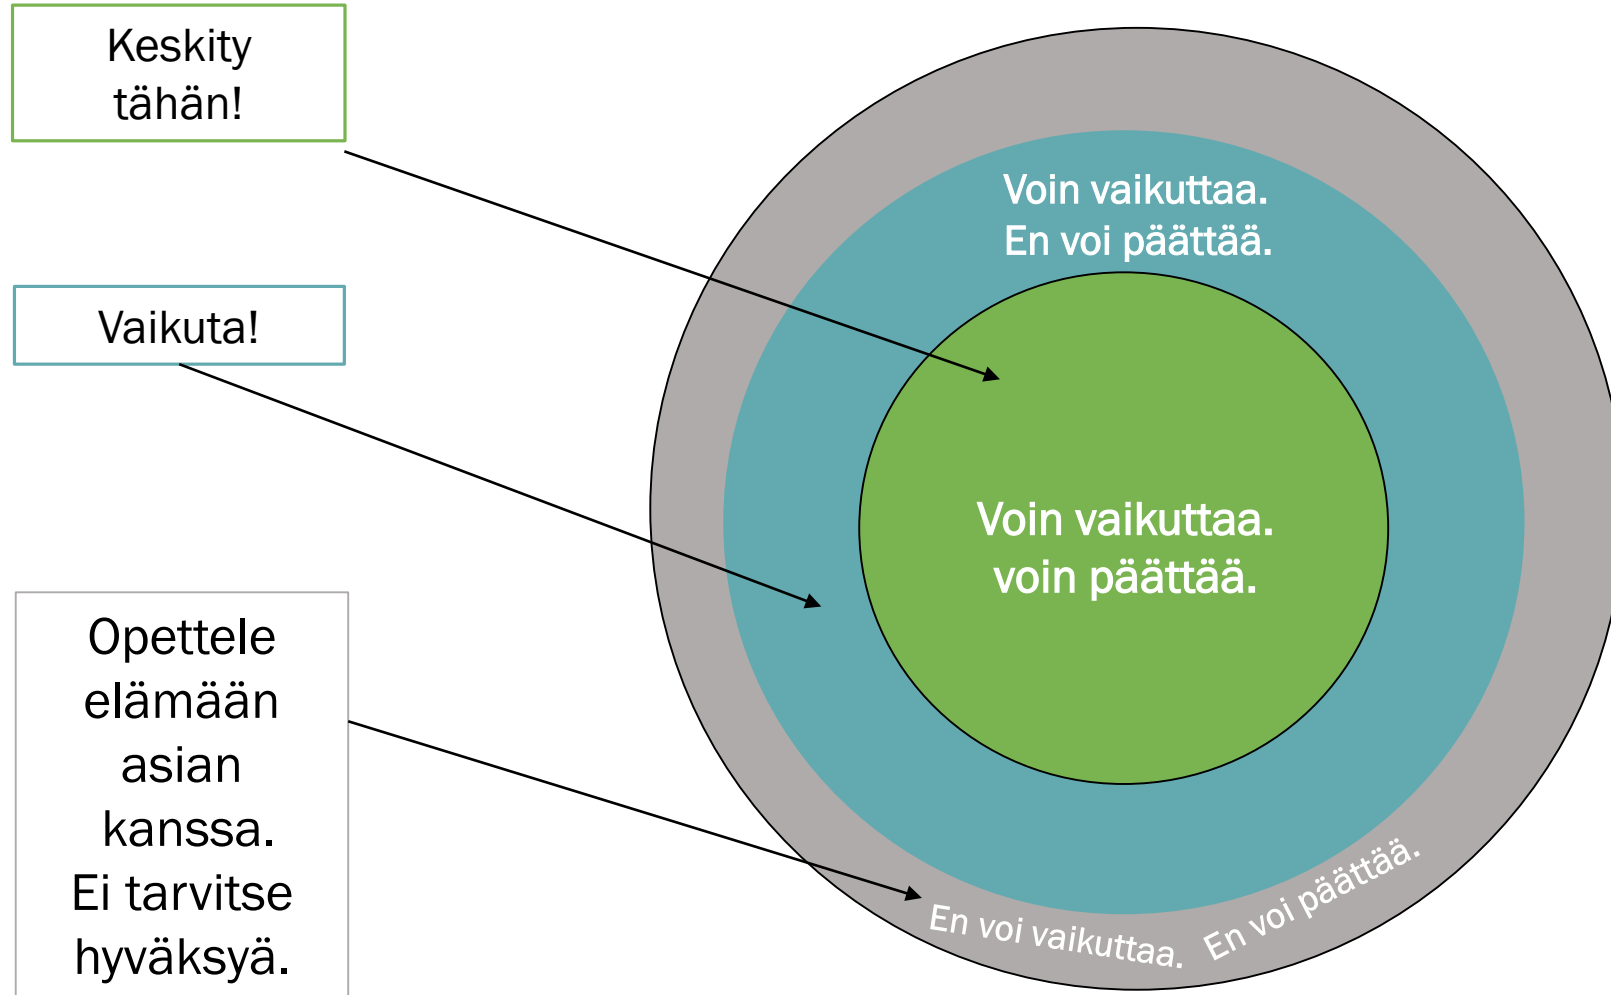 Keskity
tähän!
Vaikuta!
Opettele
elämään
asian
kanssa.
Ei tarvitse
hyväksyä.
Voin vaikuttaa.
En voi päättää.
Voin vaikuttaa.
voin päättää.
En voi vaikuttaa. En voi päättää.